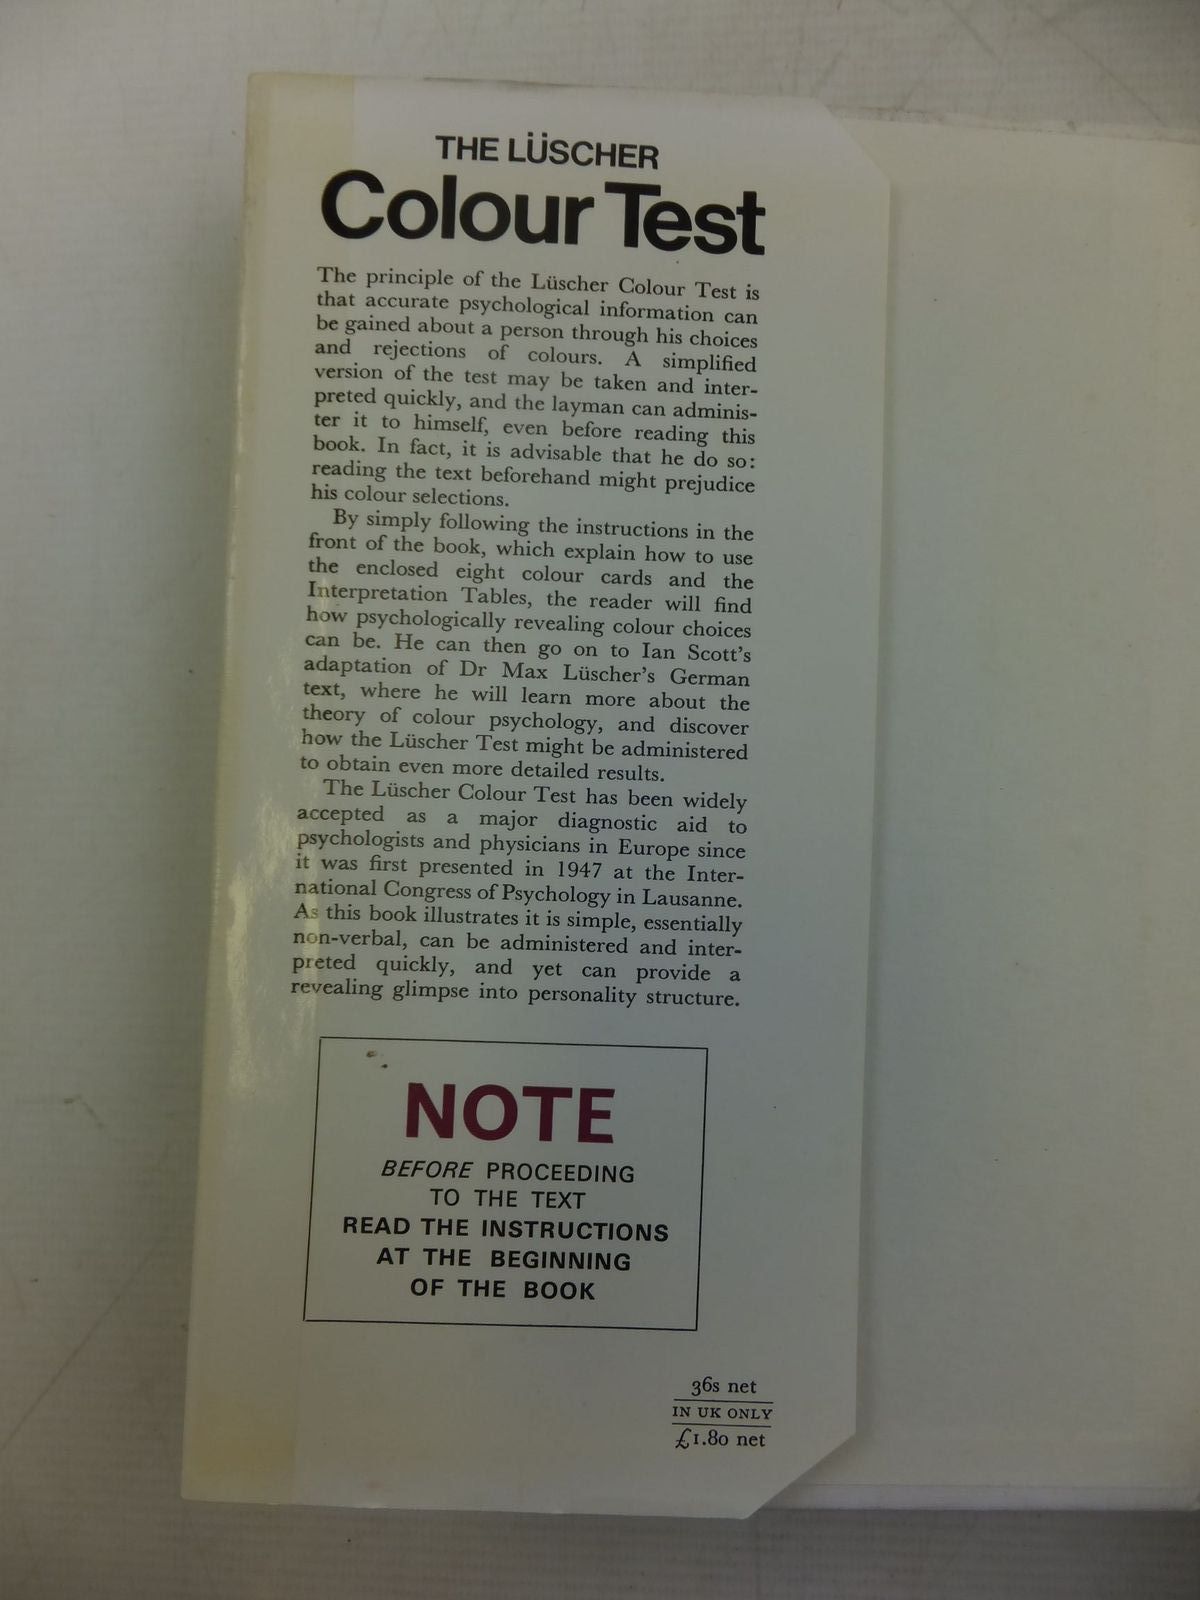 THE LÜSCHER
Colour Test
The principle of the Lüscher Colour Test is
that accurate psychological information can
be gained about a person through his choices
and rejections of colours. A simplified
version of the test may be taken and inter-
preted quickly, and the layman can adminis-
ter it to himself, even before reading this
book. In fact, it is advisable that he do so:
reading the text beforehand might prejudice
his colour selections.
By simply following the instructions in the
front of the book, which explain how to use
the enclosed eight colour cards and the
Interpretation Tables, the reader will find
how psychologically revealing colour choices
can be. He can then go on to Ian Scott's
adaptation of Dr Max Lüscher's German
text, where he will learn more about the
theory of colour psychology, and discover
how the Lüscher Test might be administered
to obtain even more detailed results.
The Lüscher Colour Test has been widely
accepted as a major diagnostic aid to
psychologists and physicians in Europe since
it was first presented in 1947 at the Inter-
national Congress of Psychology in Lausanne.
As this book illustrates it is simple, essentially
non-verbal, can be administered and inter-
preted quickly, and yet can provide a
revealing glimpse into personality structure.
NOTE
BEFORE PROCEEDING
TO THE TEXT
READ THE INSTRUCTIONS
AT THE BEGINNING
OF THE BOOK
36s net
IN UK ONLY
£1.80 net